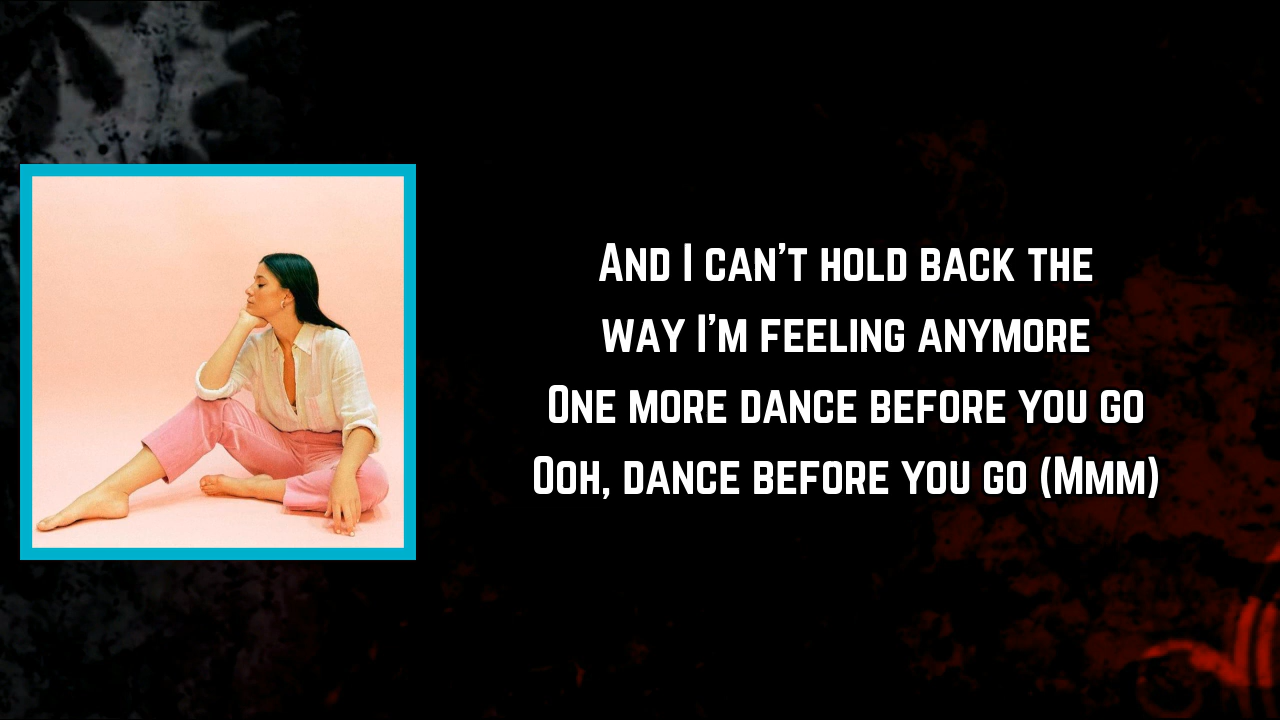 And I can't hold back the
way I'm feeling anymore
One more dance before you go
Ooh, dance before you go (Mmm)